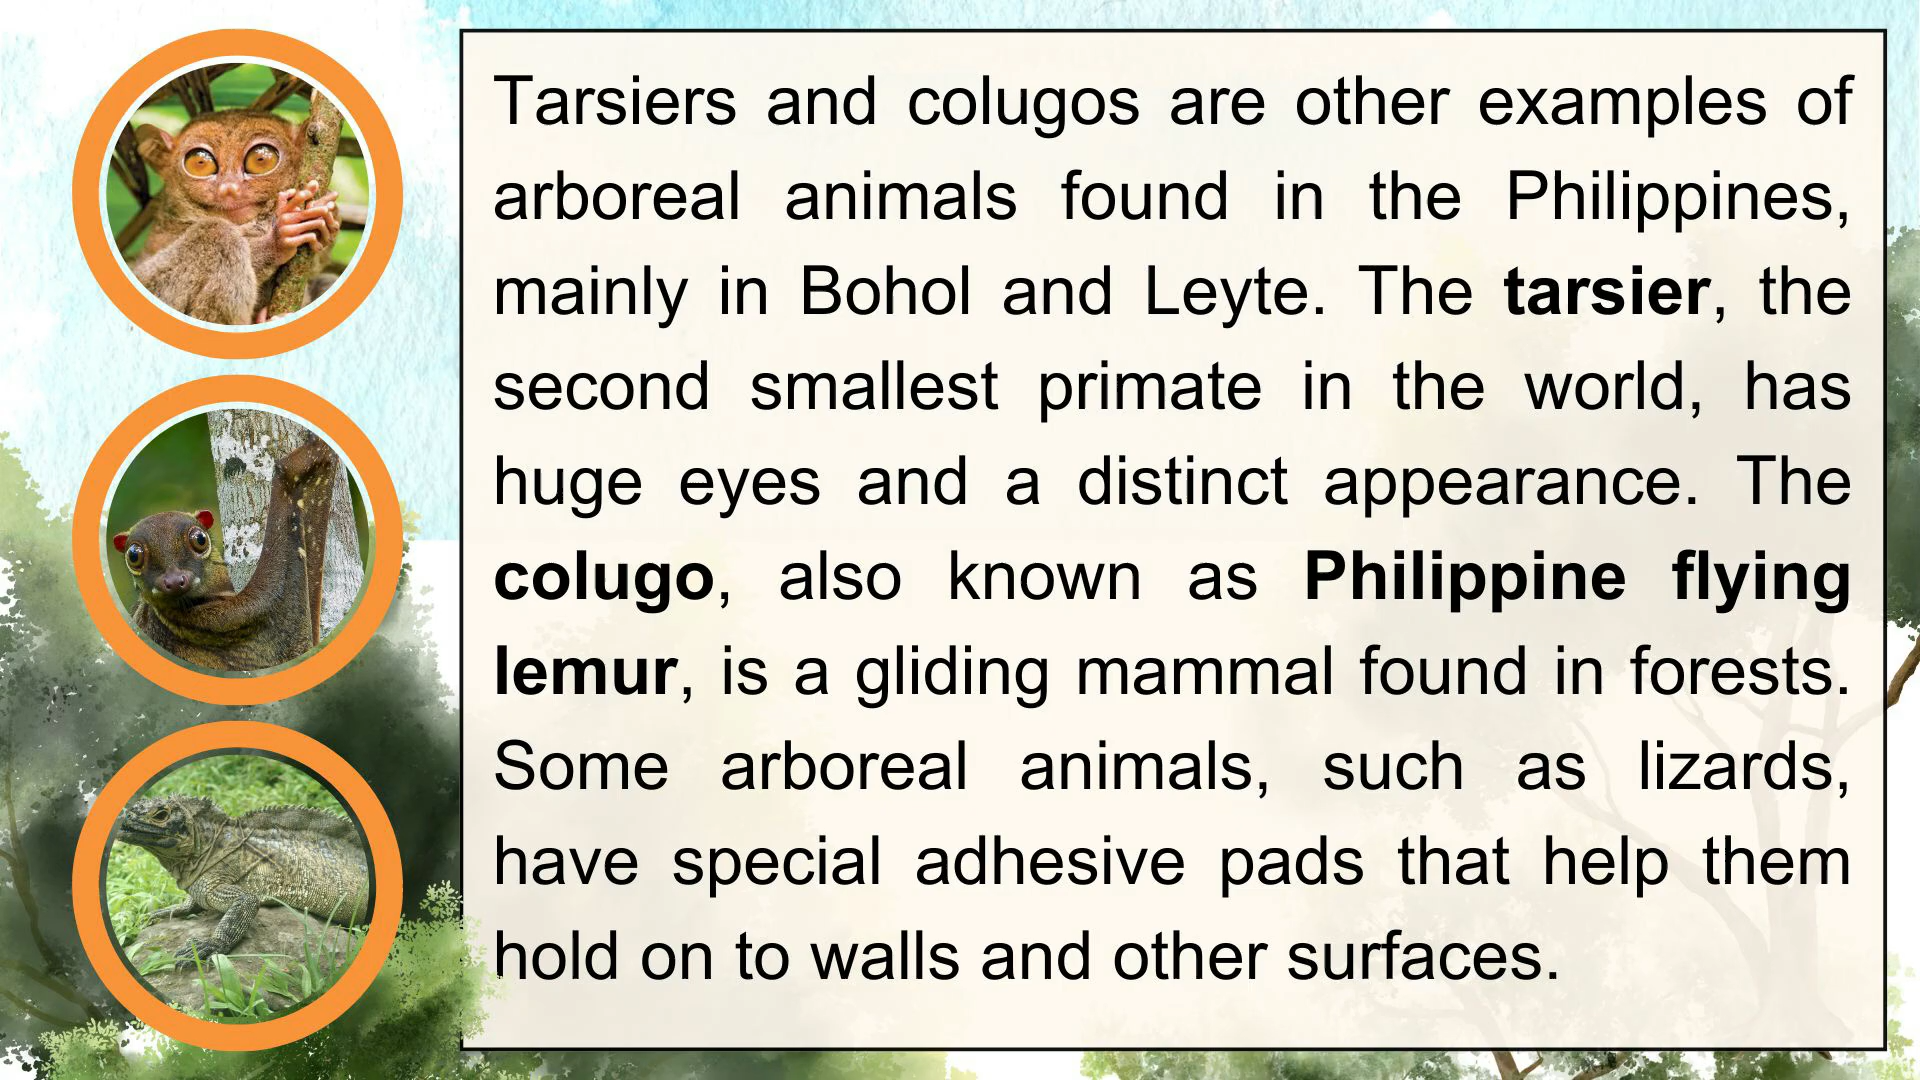 Tarsiers and colugos are other examples of
arboreal animals found in the Philippines,
mainly in Bohol and Leyte. The tarsier, the
second smallest primate in the world, has
huge eyes and a distinct appearance. The
colugo, also known as Philippine flying
lemur, is a gliding mammal found in forests.
Some arboreal animals, such as lizards,
have special adhesive pads that help them
hold on to walls and other surfaces.